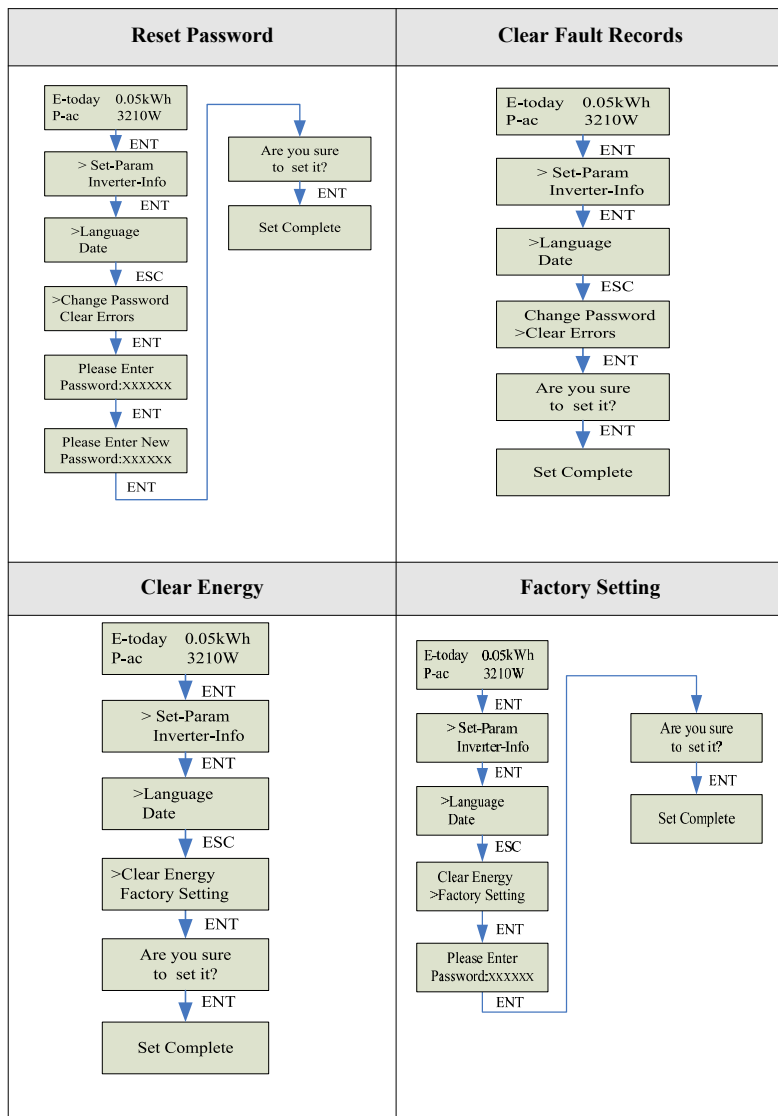 Reset Password
E-today 0.05kWh
P-ac 3210W
ENT
> Set-Param
Inverter-Info
ENT
>Language
Date
ESC
>Change Password
Clear Errors
ENT
Please Enter
Password:XXXXXX
ENT
Please Enter New
Password:XXXXXX
ENT
Are you sure
to set it?
ENT
Set Complete
Clear Fault Records
E-today 0.05kWh
P-ac 3210W
ENT
> Set-Param
Inverter-Info
ENT
>Language
Date
ESC
Change Password
>Clear Errors
ENT
Are you sure
to set it?
ENT
Set Complete
Clear Energy
E-today 0.05kWh
P-ac 3210W
ENT
> Set-Param
Inverter-Info
ENT
>Language
Date
ESC
>Clear Energy
Factory Setting
ENT
Are you sure
to set it?
ENT
Set Complete
Factory Setting
E-today 0.05kWh
P-ac 3210W
ENT
> Set-Param
Inverter-Info
ENT
>Language
Date
ESC
Clear Energy
>Factory Setting
ENT
Please Enter
Password:XXXXXX
ENT
Are you sure
to set it?
ENT
Set Complete